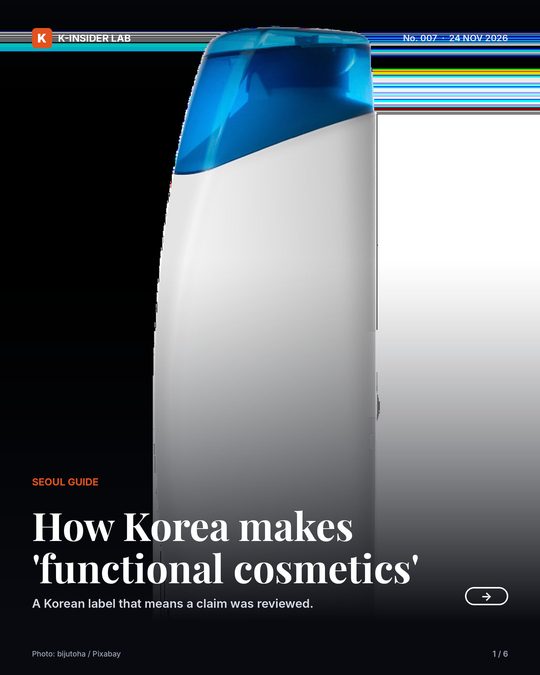 K K-INSIDER LAB
No. 007 · 24 NOV 2026
SEOUL GUIDE
How Korea makes
'functional cosmetics'
A Korean label that means a claim was reviewed.
→
Photo: bijutoha / Pixabay
1 / 6